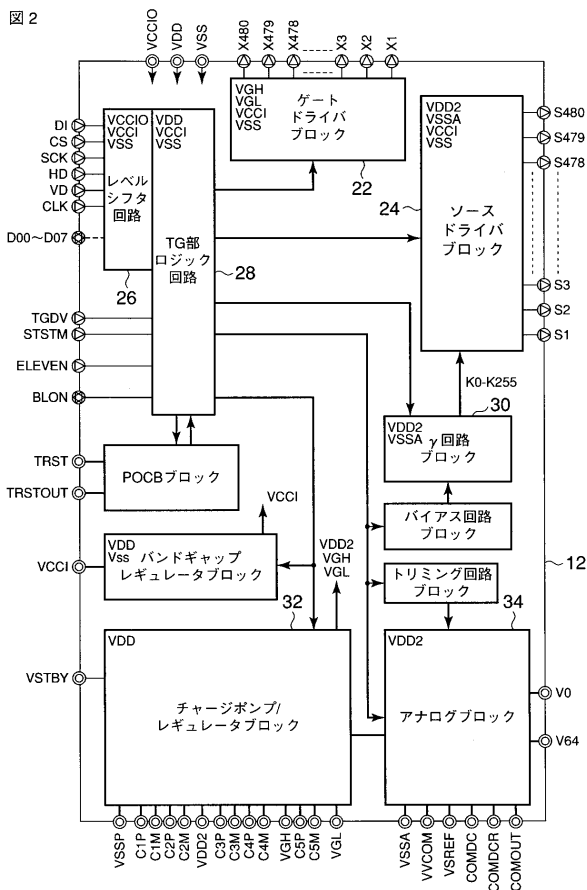 図2
VCCIO
VDD
VSS
X480
X479
X478
X3
X2
X1
DI
CS
SCK
HD
VD
CLK
D00～D07
TGDV
STSTM
ELEVEN
BLON
TRST
TRSTOUT
VCCI
VSTBY
VCCIO
VCCI
VSS
レベル
シフタ
回路
26
VDD
VCCI
VSS
TG部
ロジック
回路
28
VGH
VGL
VCCI
VSS
ゲート
ドライバ
ブロック
22
VDD2
VSSA
VCCI
VSS
24
ソース
ドライバ
ブロック
S480
S479
S478
S3
S2
S1
K0-K255
30
VDD2
VSSA
γ回路
ブロック
POCBブロック
VCCI
VDD
Vss
バンドギャップ
レギュレータブロック
VDD2
VGH
VGL
バイアス回路
ブロック
トリミング回路
ブロック
12
32
VDD
チャージポンプ/
レギュレータブロック
34
VDD2
アナログブロック
V0
V64
VSSP
C1P
C1M
C2P
C2M
VDD2
C3P
C3M
C4P
C4M
VGH
C5P
C5M
VGL
VSSA
VVCOM
VSREF
COMDC
COMDCR
COMOUT